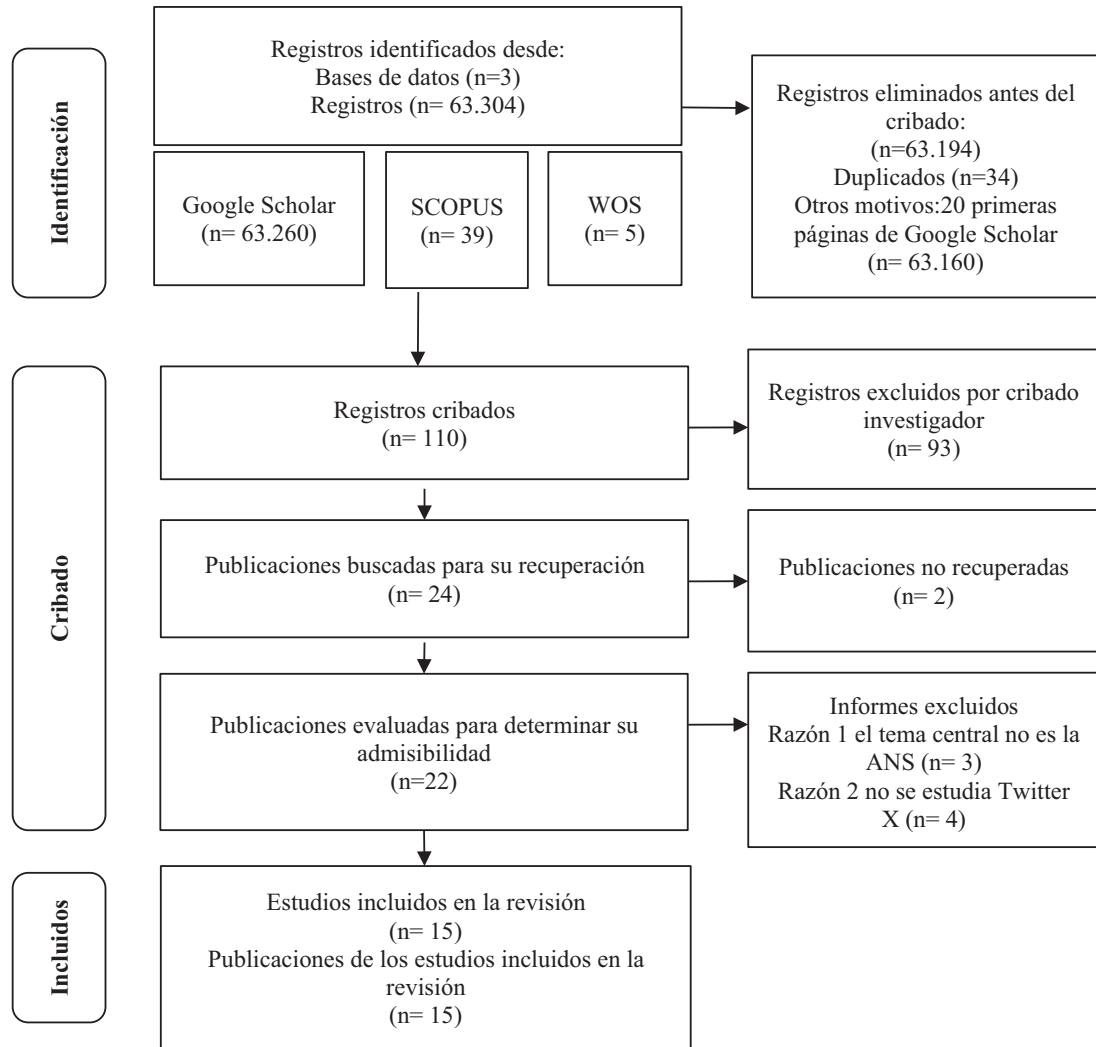 Identificación
Registros identificados desde:
Bases de datos (n=3)
Registros (n= 63.304)
Google Scholar
(n= 63.260)
SCOPUS
(n= 39)
WOS
(n= 5)
Registros eliminados antes del
cribado:
(n=63.194)
Duplicados (n=34)
Otros motivos:20 primeras
páginas de Google Scholar
(n= 63.160)
Cribado
Registros cribados
(n= 110)
Registros excluidos por cribado
investigador
(n= 93)
Publicaciones buscadas para su recuperación
(n= 24)
Publicaciones no recuperadas
(n= 2)
Publicaciones evaluadas para determinar su
admisibilidad
(n=22)
Informes excluidos
Razón 1 el tema central no es la
ANS (n= 3)
Razón 2 no se estudia Twitter
X (n= 4)
Incluidos
Estudios incluidos en la revisión
(n= 15)
Publicaciones de los estudios incluidos en la
revisión
(n= 15)